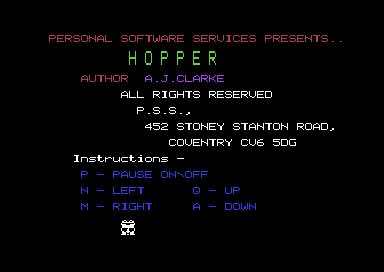 PERSONAL SOFTWARE SERVICES PRESENTS..
HOPPER
AUTHOR A.J.CLARKE
ALL RIGHTS RESERVED
P.S.S.,
452 STONEY STANTON ROAD,
COVENTRY CV6 5DG
Instructions -
P - PAUSE ON\OFF
N - LEFT Q - UP
M - RIGHT A - DOWN